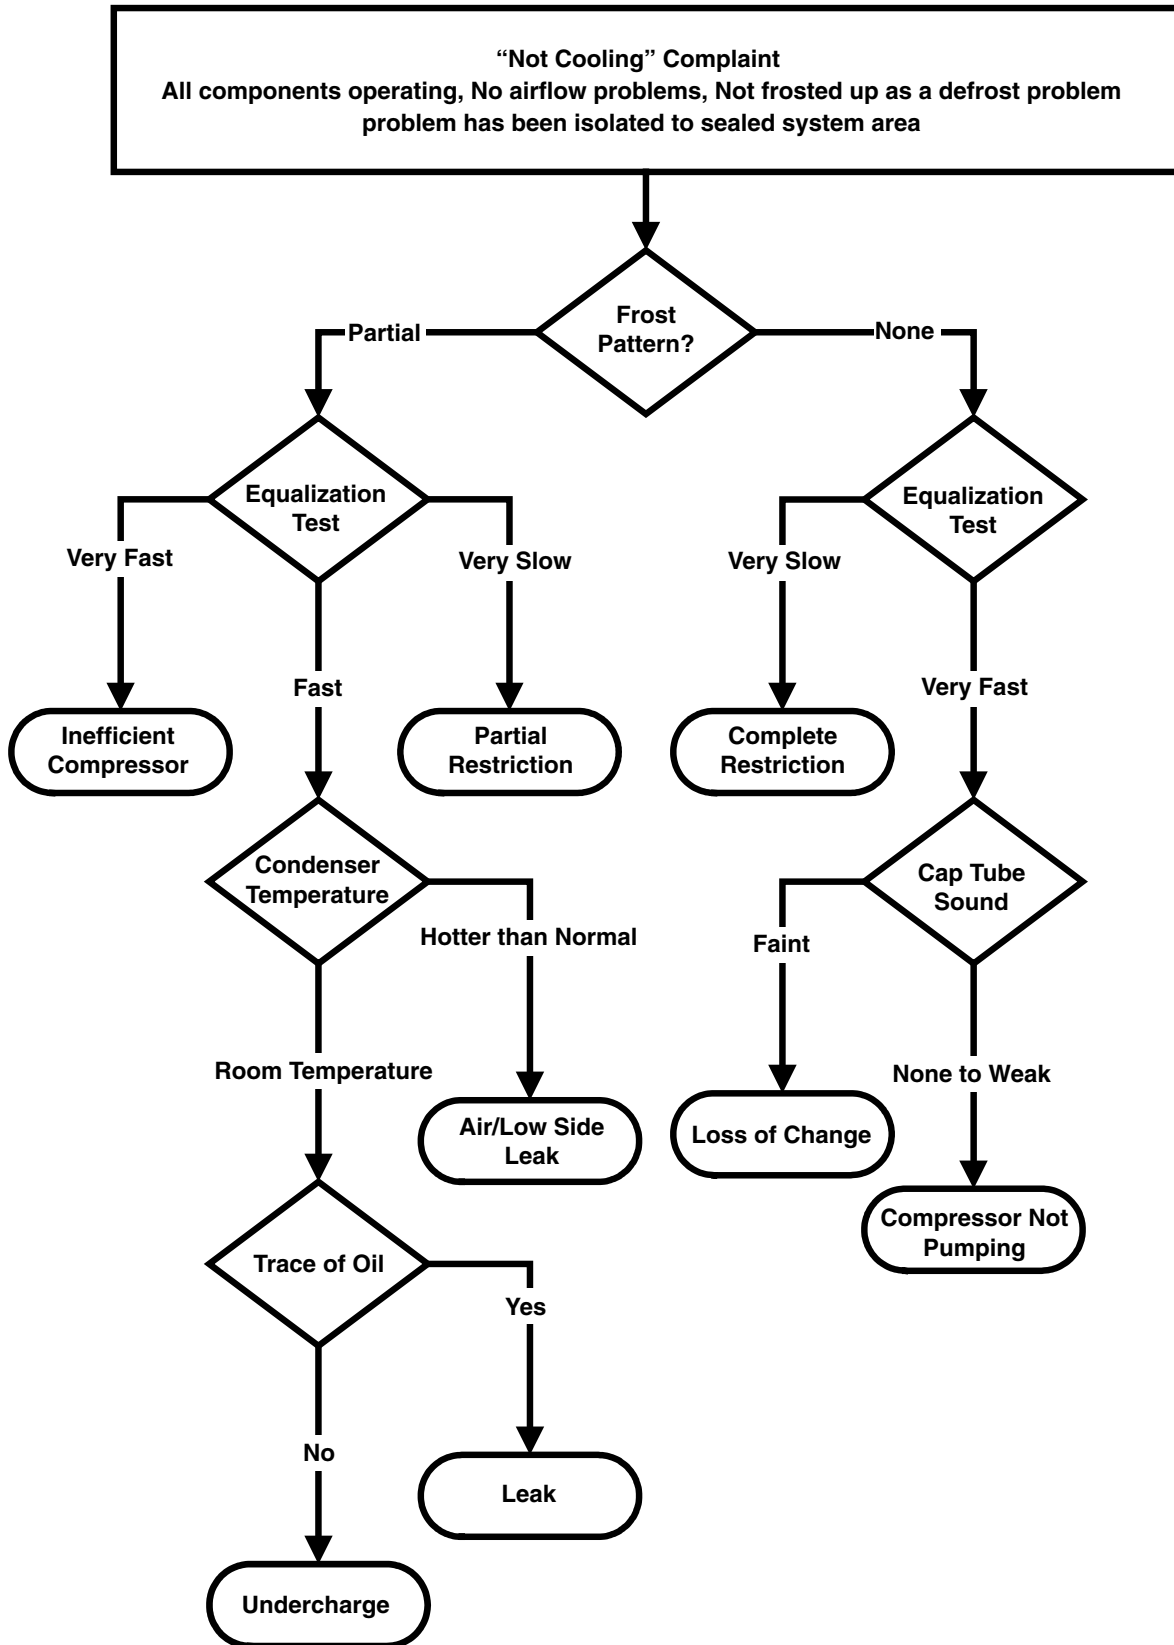 “Not Cooling” Complaint
All components operating, No airflow problems, Not frosted up as a defrost problem
problem has been isolated to sealed system area
Frost
Pattern?
Partial
None
Equalization
Test
Equalization
Test
Very Fast
Very Slow
Very Slow
Fast
Very Fast
Inefficient
Compressor
Partial
Restriction
Complete
Restriction
Condenser
Temperature
Cap Tube
Sound
Hotter than Normal
Faint
Room Temperature
None to Weak
Air/Low Side
Leak
Loss of Change
Compressor Not
Pumping
Trace of Oil
Yes
No
Leak
Undercharge